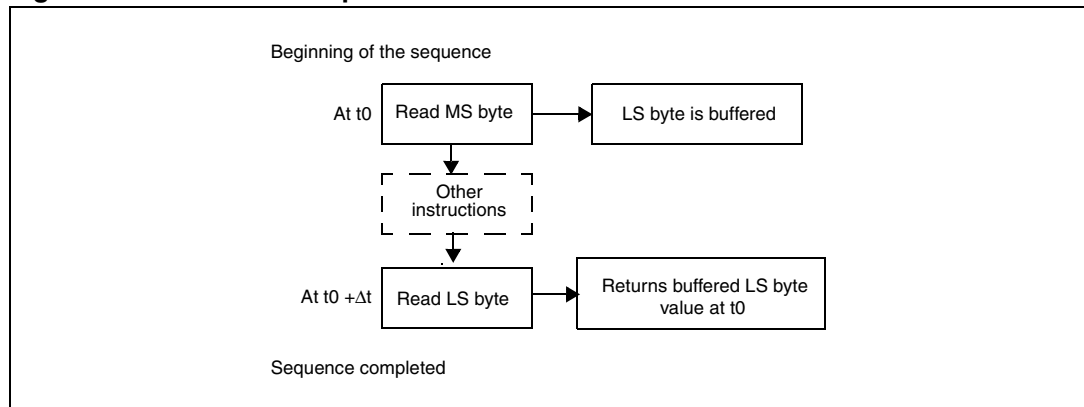 Beginning of the sequence
At t0
Read MS byte
LS byte is buffered
Other
instructions
At t0 +Δt
Read LS byte
Returns buffered LS byte
value at t0
Sequence completed